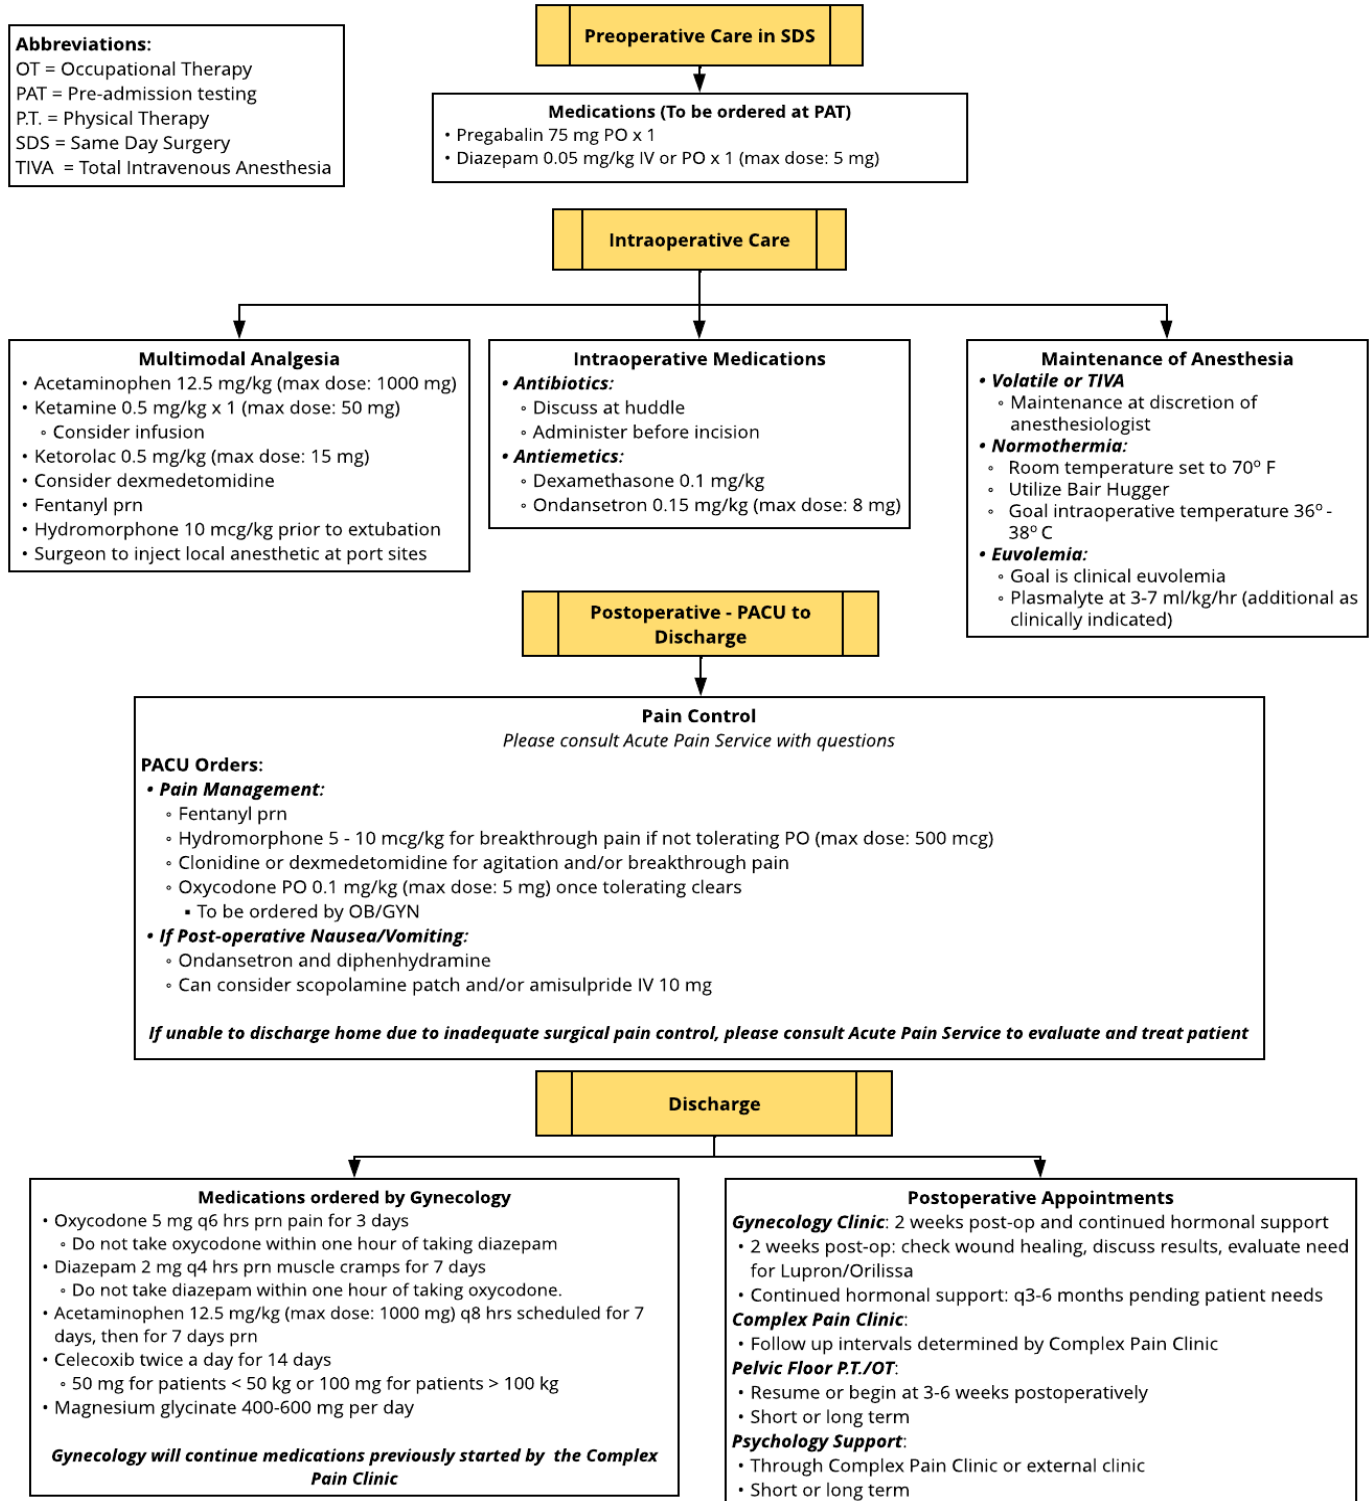 Abbreviations:
OT = Occupational Therapy
PAT = Pre-admission testing
P.T. = Physical Therapy
SDS = Same Day Surgery
TIVA = Total Intravenous Anesthesia
Preoperative Care in SDS
Medications (To be ordered at PAT)
• Pregabalin 75 mg PO x 1
• Diazepam 0.05 mg/kg IV or PO x 1 (max dose: 5 mg)
Intraoperative Care
Multimodal Analgesia
• Acetaminophen 12.5 mg/kg (max dose: 1000 mg)
• Ketamine 0.5 mg/kg x 1 (max dose: 50 mg)
◦ Consider infusion
• Ketorolac 0.5 mg/kg (max dose: 15 mg)
• Consider dexmedetomidine
• Fentanyl prn
• Hydromorphone 10 mcg/kg prior to extubation
• Surgeon to inject local anesthetic at port sites
Intraoperative Medications
• Antibiotics:
◦ Discuss at huddle
◦ Administer before incision
• Antiemetics:
◦ Dexamethasone 0.1 mg/kg
◦ Ondansetron 0.15 mg/kg (max dose: 8 mg)
Maintenance of Anesthesia
• Volatile or TIVA
◦ Maintenance at discretion of
anesthesiologist
• Normothermia:
◦ Room temperature set to 70º F
◦ Utilize Bair Hugger
◦ Goal intraoperative temperature 36º -
38º C
• Euvolemia:
◦ Goal is clinical euvolemia
◦ Plasmalyte at 3-7 ml/kg/hr (additional as
clinically indicated)
Postoperative - PACU to
Discharge
Pain Control
Please consult Acute Pain Service with questions
PACU Orders:
• Pain Management:
◦ Fentanyl prn
◦ Hydromorphone 5 - 10 mcg/kg for breakthrough pain if not tolerating PO (max dose: 500 mcg)
◦ Clonidine or dexmedetomidine for agitation and/or breakthrough pain
◦ Oxycodone PO 0.1 mg/kg (max dose: 5 mg) once tolerating clears
▪ To be ordered by OB/GYN
• If Post-operative Nausea/Vomiting:
◦ Ondansetron and diphenhydramine
◦ Can consider scopolamine patch and/or amisulpride IV 10 mg
If unable to discharge home due to inadequate surgical pain control, please consult Acute Pain Service to evaluate and treat patient
Discharge
Medications ordered by Gynecology
• Oxycodone 5 mg q6 hrs prn pain for 3 days
◦ Do not take oxycodone within one hour of taking diazepam
• Diazepam 2 mg q4 hrs prn muscle cramps for 7 days
◦ Do not take diazepam within one hour of taking oxycodone.
• Acetaminophen 12.5 mg/kg (max dose: 1000 mg) q8 hrs scheduled for 7
days, then for 7 days prn
• Celecoxib twice a day for 14 days
◦ 50 mg for patients < 50 kg or 100 mg for patients > 100 kg
• Magnesium glycinate 400-600 mg per day
Gynecology will continue medications previously started by the Complex
Pain Clinic
Postoperative Appointments
Gynecology Clinic: 2 weeks post-op and continued hormonal support
• 2 weeks post-op: check wound healing, discuss results, evaluate need
for Lupron/Orilissa
• Continued hormonal support: q3-6 months pending patient needs
Complex Pain Clinic:
• Follow up intervals determined by Complex Pain Clinic
Pelvic Floor P.T./OT:
• Resume or begin at 3-6 weeks postoperatively
• Short or long term
Psychology Support:
• Through Complex Pain Clinic or external clinic
• Short or long term